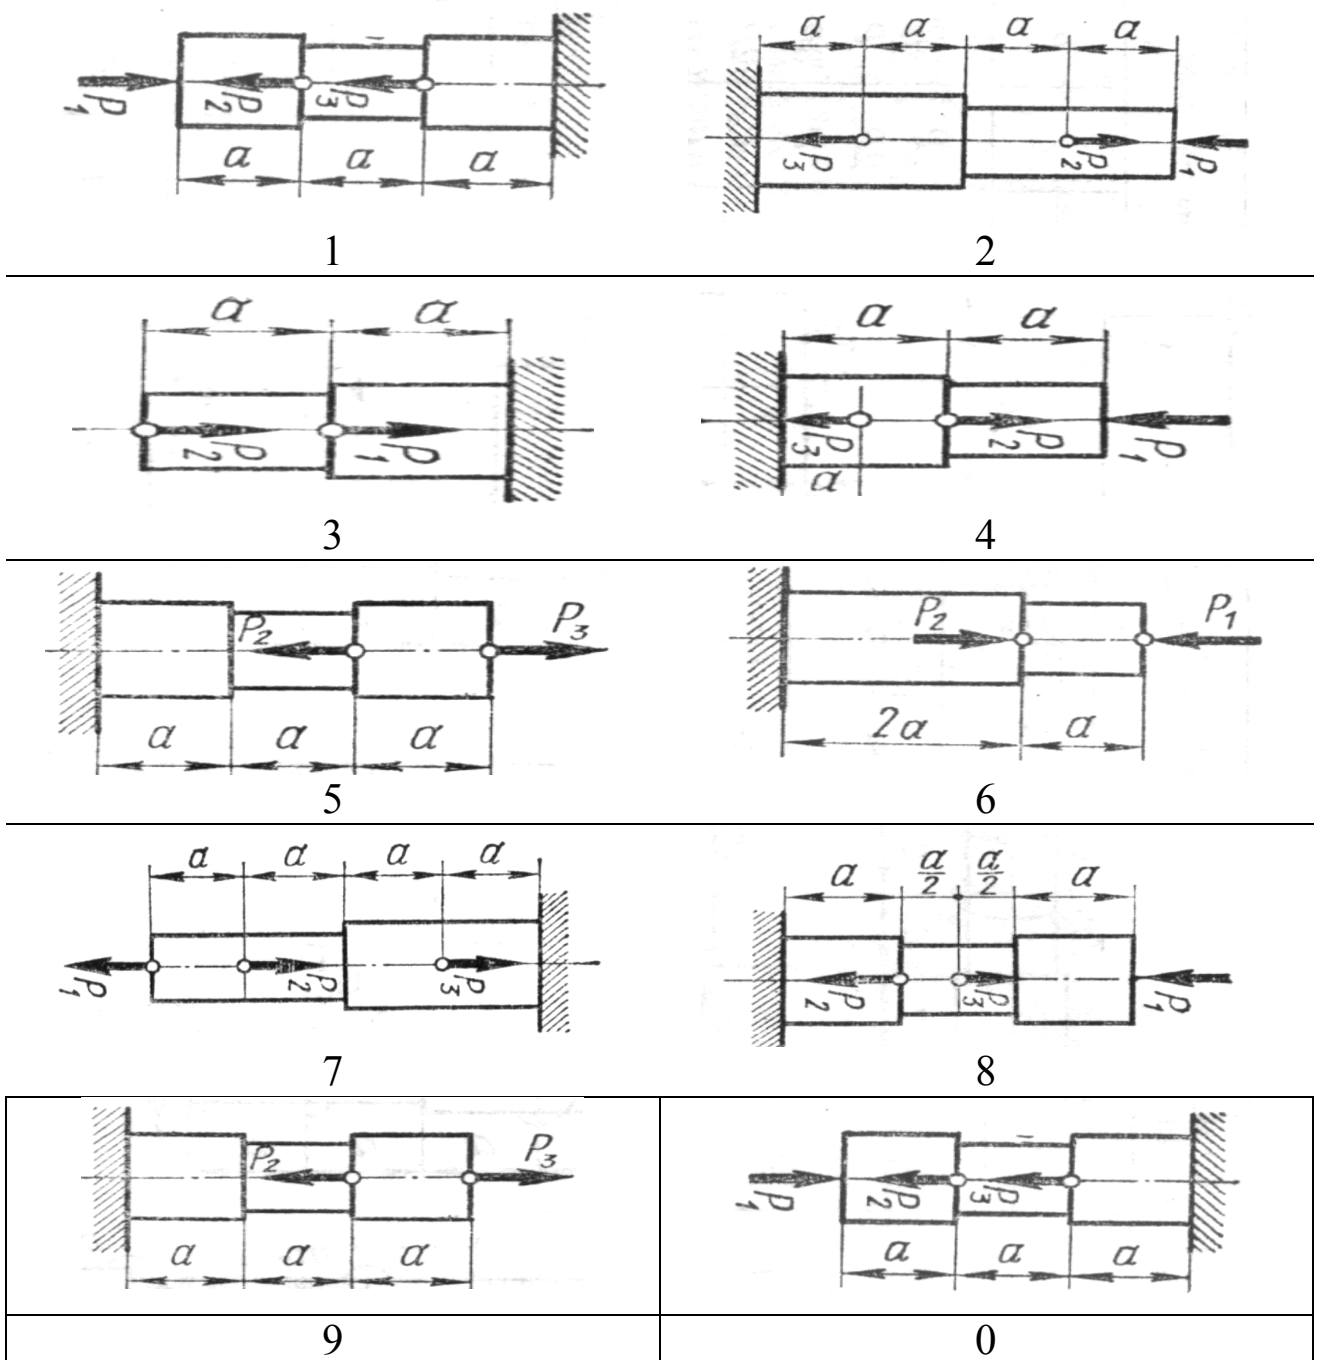 a a a a
P₁ P₂ P₃
P₃ P₂ P₁
a a a
1 2
a a
a a
P₂ P₁
P₃ P₂ P₁
a
3 4
P₂ P₃
P₂ P₁
a a a
2a a
5 6
a a a a
a a/2 a/2 a
P₁ P₂ P₃
P₂ P₃ P₁
7 8
P₂ P₃
P₁ P₂ P₃
a a a
a a a
9 0